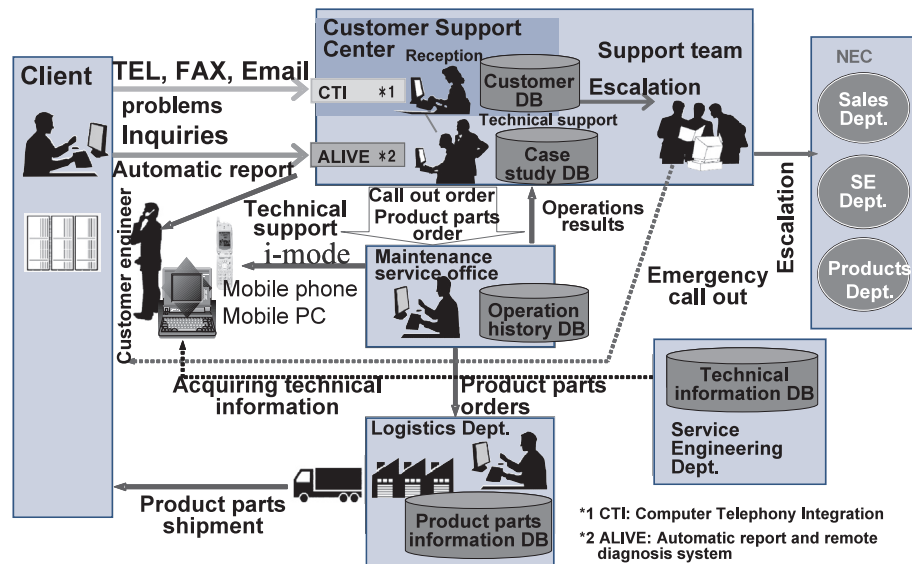 Client
TEL, FAX, Email
problems
Inquiries
Automatic report
Customer Support
Center
Reception
CTI *1
ALIVE *2
Customer
DB
Technical support
Case
study DB
Support team
Escalation
NEC
Sales
Dept.
SE
Dept.
Products
Dept.
Escalation
Call out order
Product parts
order
Operations
results
Technical
support
i-mode
Mobile phone
Mobile PC
Customer engineer
Maintenance
service office
Operation
history DB
Emergency
call out
Acquiring technical
information
Product parts
orders
Technical
information DB
Service
Engineering
Dept.
Logistics Dept.
Product parts
information DB
Product parts
shipment
*1 CTI: Computer Telephony Integration
*2 ALIVE: Automatic report and remote
diagnosis system